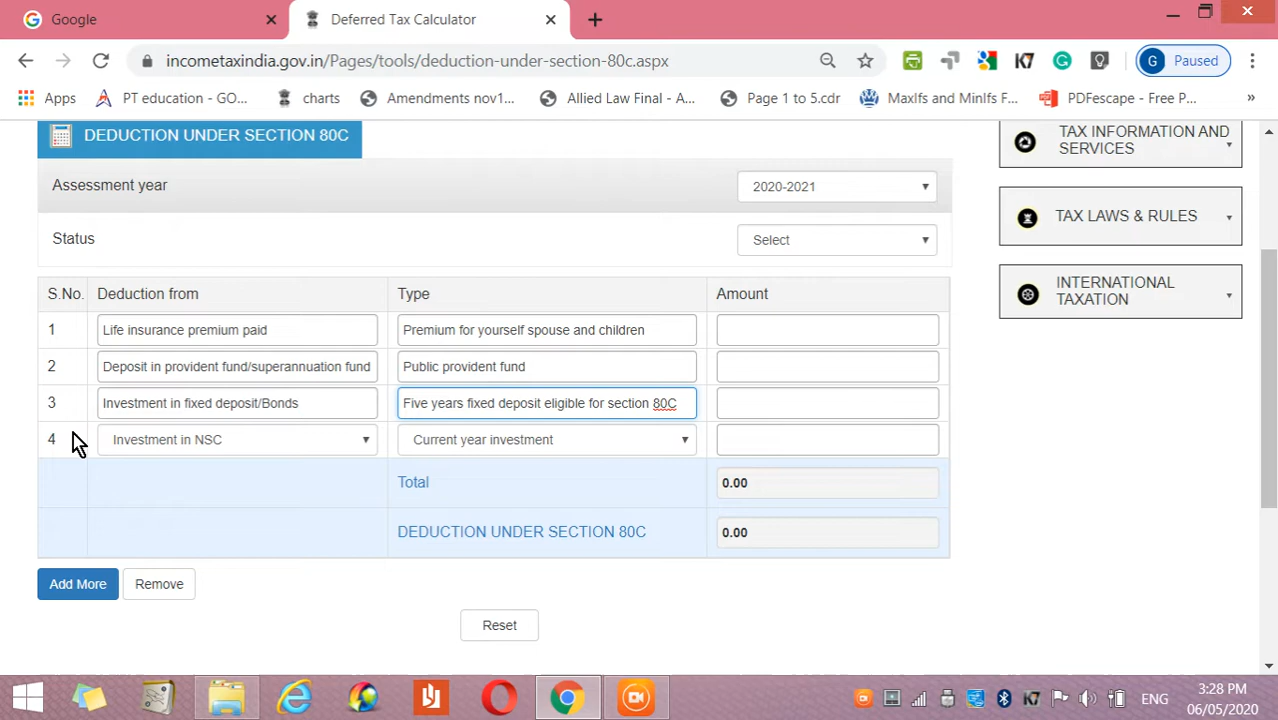 Google
Deferred Tax Calculator
incometaxindia.gov.in/Pages/tools/deduction-under-section-80c.aspx
G Paused
Apps PT education - GO... charts Amendments nov1... Allied Law Final - A... Page 1 to 5.cdr MaxIfs and MinIfs F... PDFescape - Free P... »
DEDUCTION UNDER SECTION 80C
TAX INFORMATION AND
SERVICES
Assessment year 2020-2021
TAX LAWS & RULES
Status Select
INTERNATIONAL
TAXATION
S.No. Deduction from Type Amount
1 Life insurance premium paid Premium for yourself spouse and children
2 Deposit in provident fund/superannuation fund Public provident fund
3 Investment in fixed deposit/Bonds Five years fixed deposit eligible for section 80C
4 Investment in NSC Current year investment
Total 0.00
DEDUCTION UNDER SECTION 80C 0.00
Add More Remove
Reset
ENG
3:28 PM
06/05/2020